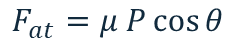 F_at = μ P cos θ